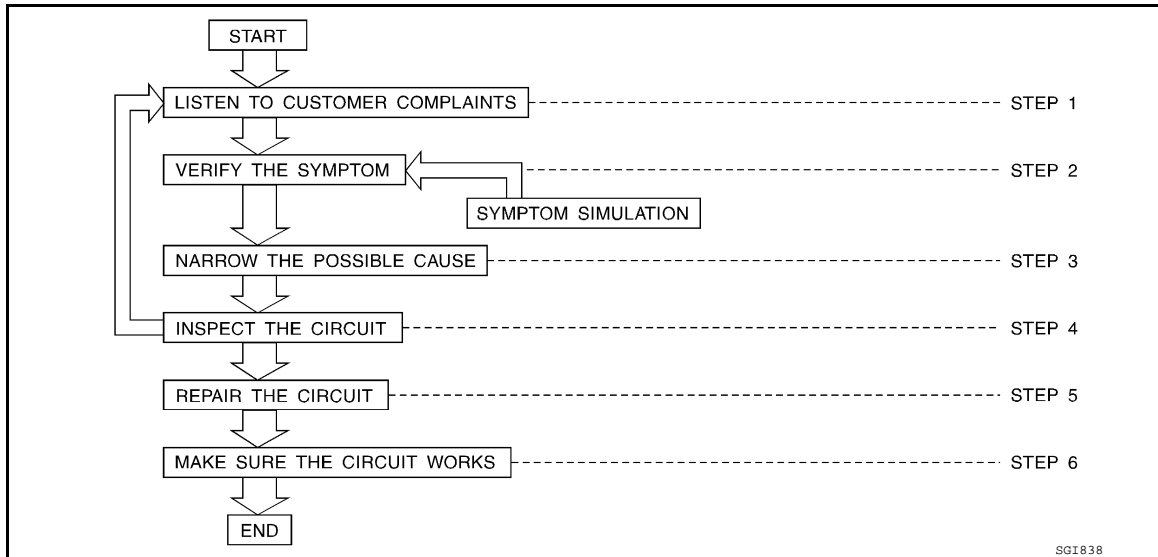 START
LISTEN TO CUSTOMER COMPLAINTS STEP 1
VERIFY THE SYMPTOM STEP 2
SYMPTOM SIMULATION
NARROW THE POSSIBLE CAUSE STEP 3
INSPECT THE CIRCUIT STEP 4
REPAIR THE CIRCUIT STEP 5
MAKE SURE THE CIRCUIT WORKS STEP 6
END
SGI838